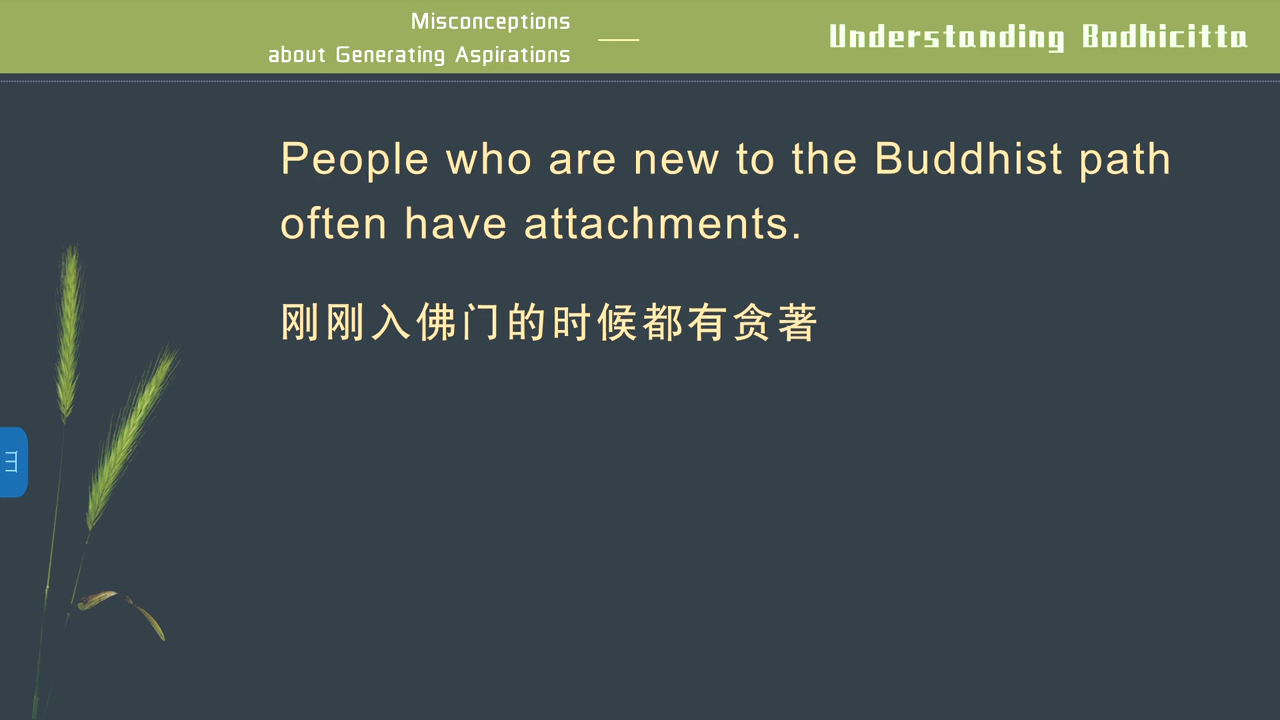 Misconceptions
about Generating Aspirations
Understanding Bodhicitta
People who are new to the Buddhist path
often have attachments.
刚刚入佛门的时候都有贪著